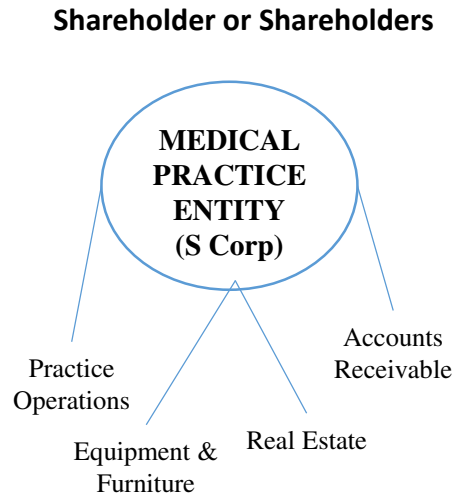 Shareholder or Shareholders
MEDICAL
PRACTICE
ENTITY
(S Corp)
Practice
Operations
Equipment &
Furniture
Real Estate
Accounts
Receivable